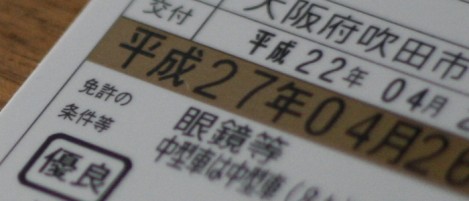 大阪府吹田市
交付
平成22年 04月 2
平成27年04月26
免許の
条件等
眼鏡等
中型車は中型車
優良